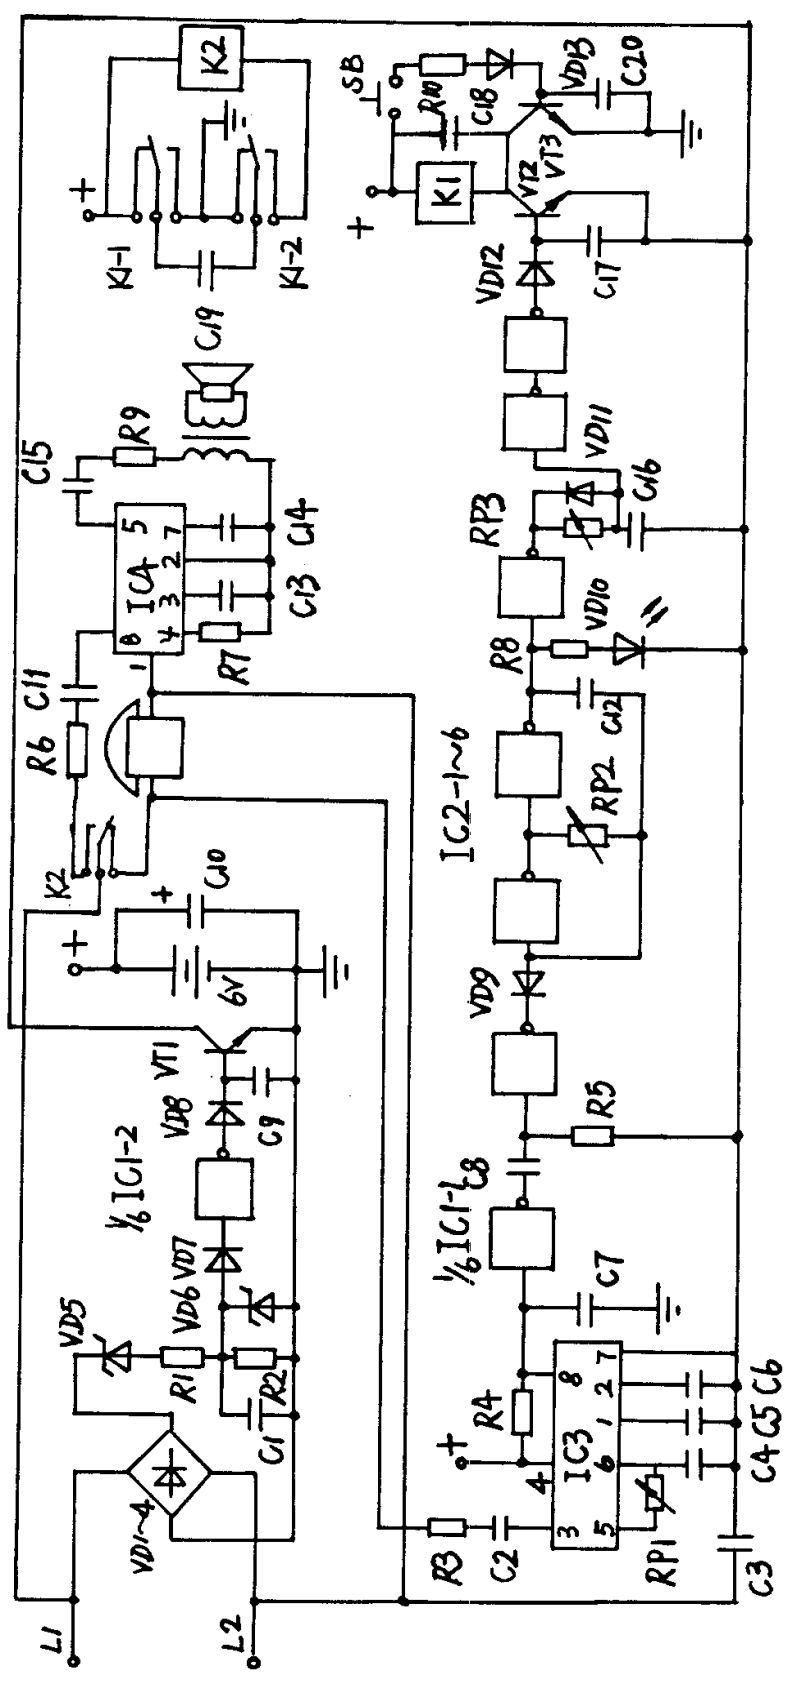 L1
L2
VD1~4
VD5
R1
R2
C1
VD6
VD7
1/6 IC1-2
VD8
C9
VT1
6V
+
+
C10
K2
R6
C11
8
1
4
3
2
7
5
IC4
R7
C13
C14
C15
R9
C19
K1-1
K1-2
+
K2
R3
C2
C3
3
5
6
1
2
7
8
4
IC3
RP1
C4
C5
C6
+
R4
C7
1/6 IC1-1
C8
R5
VD9
IC2-1~6
RP2
C12
R8
VD10
RP3
VD11
C16
VD12
C17
VT2
VT3
K1
+
SB
R10
C18
VD13
C20